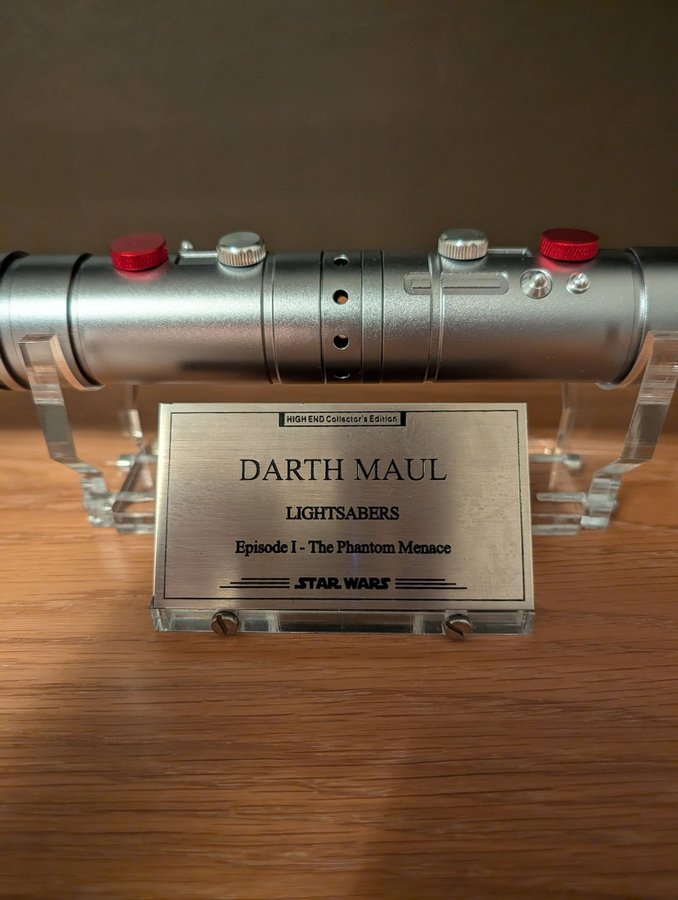 HIGH END Collector's Edition
DARTH MAUL
LIGHTSABERS
Episode I - The Phantom Menace
STAR WARS